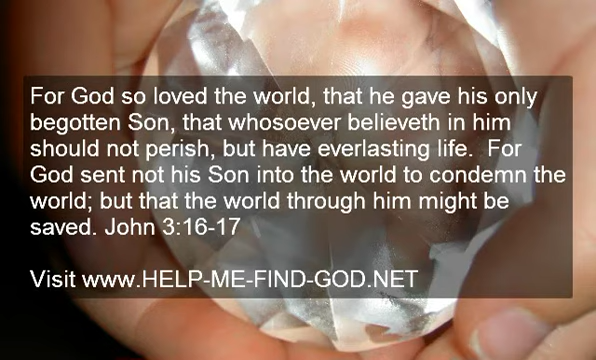 For God so loved the world, that he gave his only
begotten Son, that whosoever believeth in him
should not perish, but have everlasting life.  For
God sent not his Son into the world to condemn the
world; but that the world through him might be
saved. John 3:16-17
Visit www.HELP-ME-FIND-GOD.NET